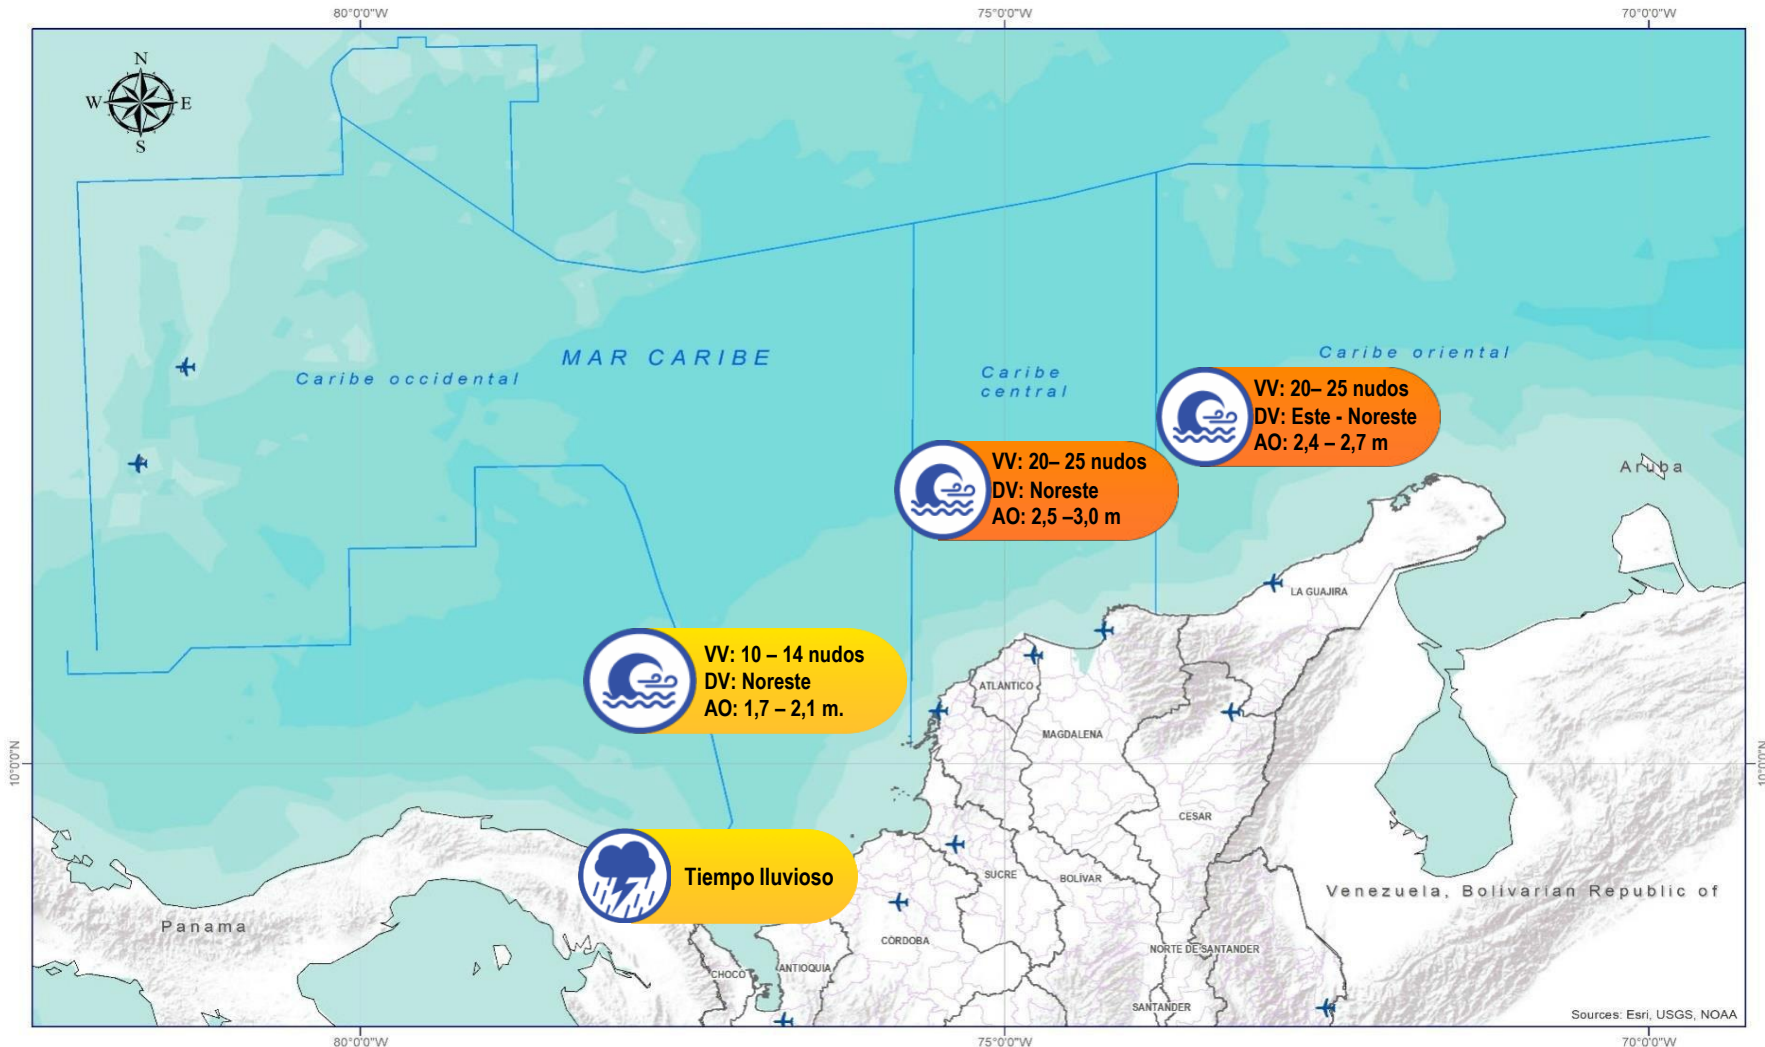 80°0'0"W
75°0'0"W
70°0'0"W
N
W
E
S
MAR CARIBE
Caribe occidental
Caribe
central
Caribe oriental
VV: 20– 25 nudos
DV: Este - Noreste
AO: 2,4 – 2,7 m
VV: 20– 25 nudos
DV: Noreste
AO: 2,5 –3,0 m
Aruba
LA GUAJIRA
VV: 10 – 14 nudos
DV: Noreste
AO: 1,7 – 2,1 m.
ATLANTICO
MAGDALENA
10°0'0"N
10°0'0"N
CESAR
Tiempo lluvioso
SUCRE
BOLÍVAR
Venezuela, Bolivarian Republic of
Panama
CÓRDOBA
NORTE DE SANTANDER
CHOCO
ANTIOQUIA
SANTANDER
Sources: Esri, USGS, NOAA
80°0'0"W
75°0'0"W
70°0'0"W